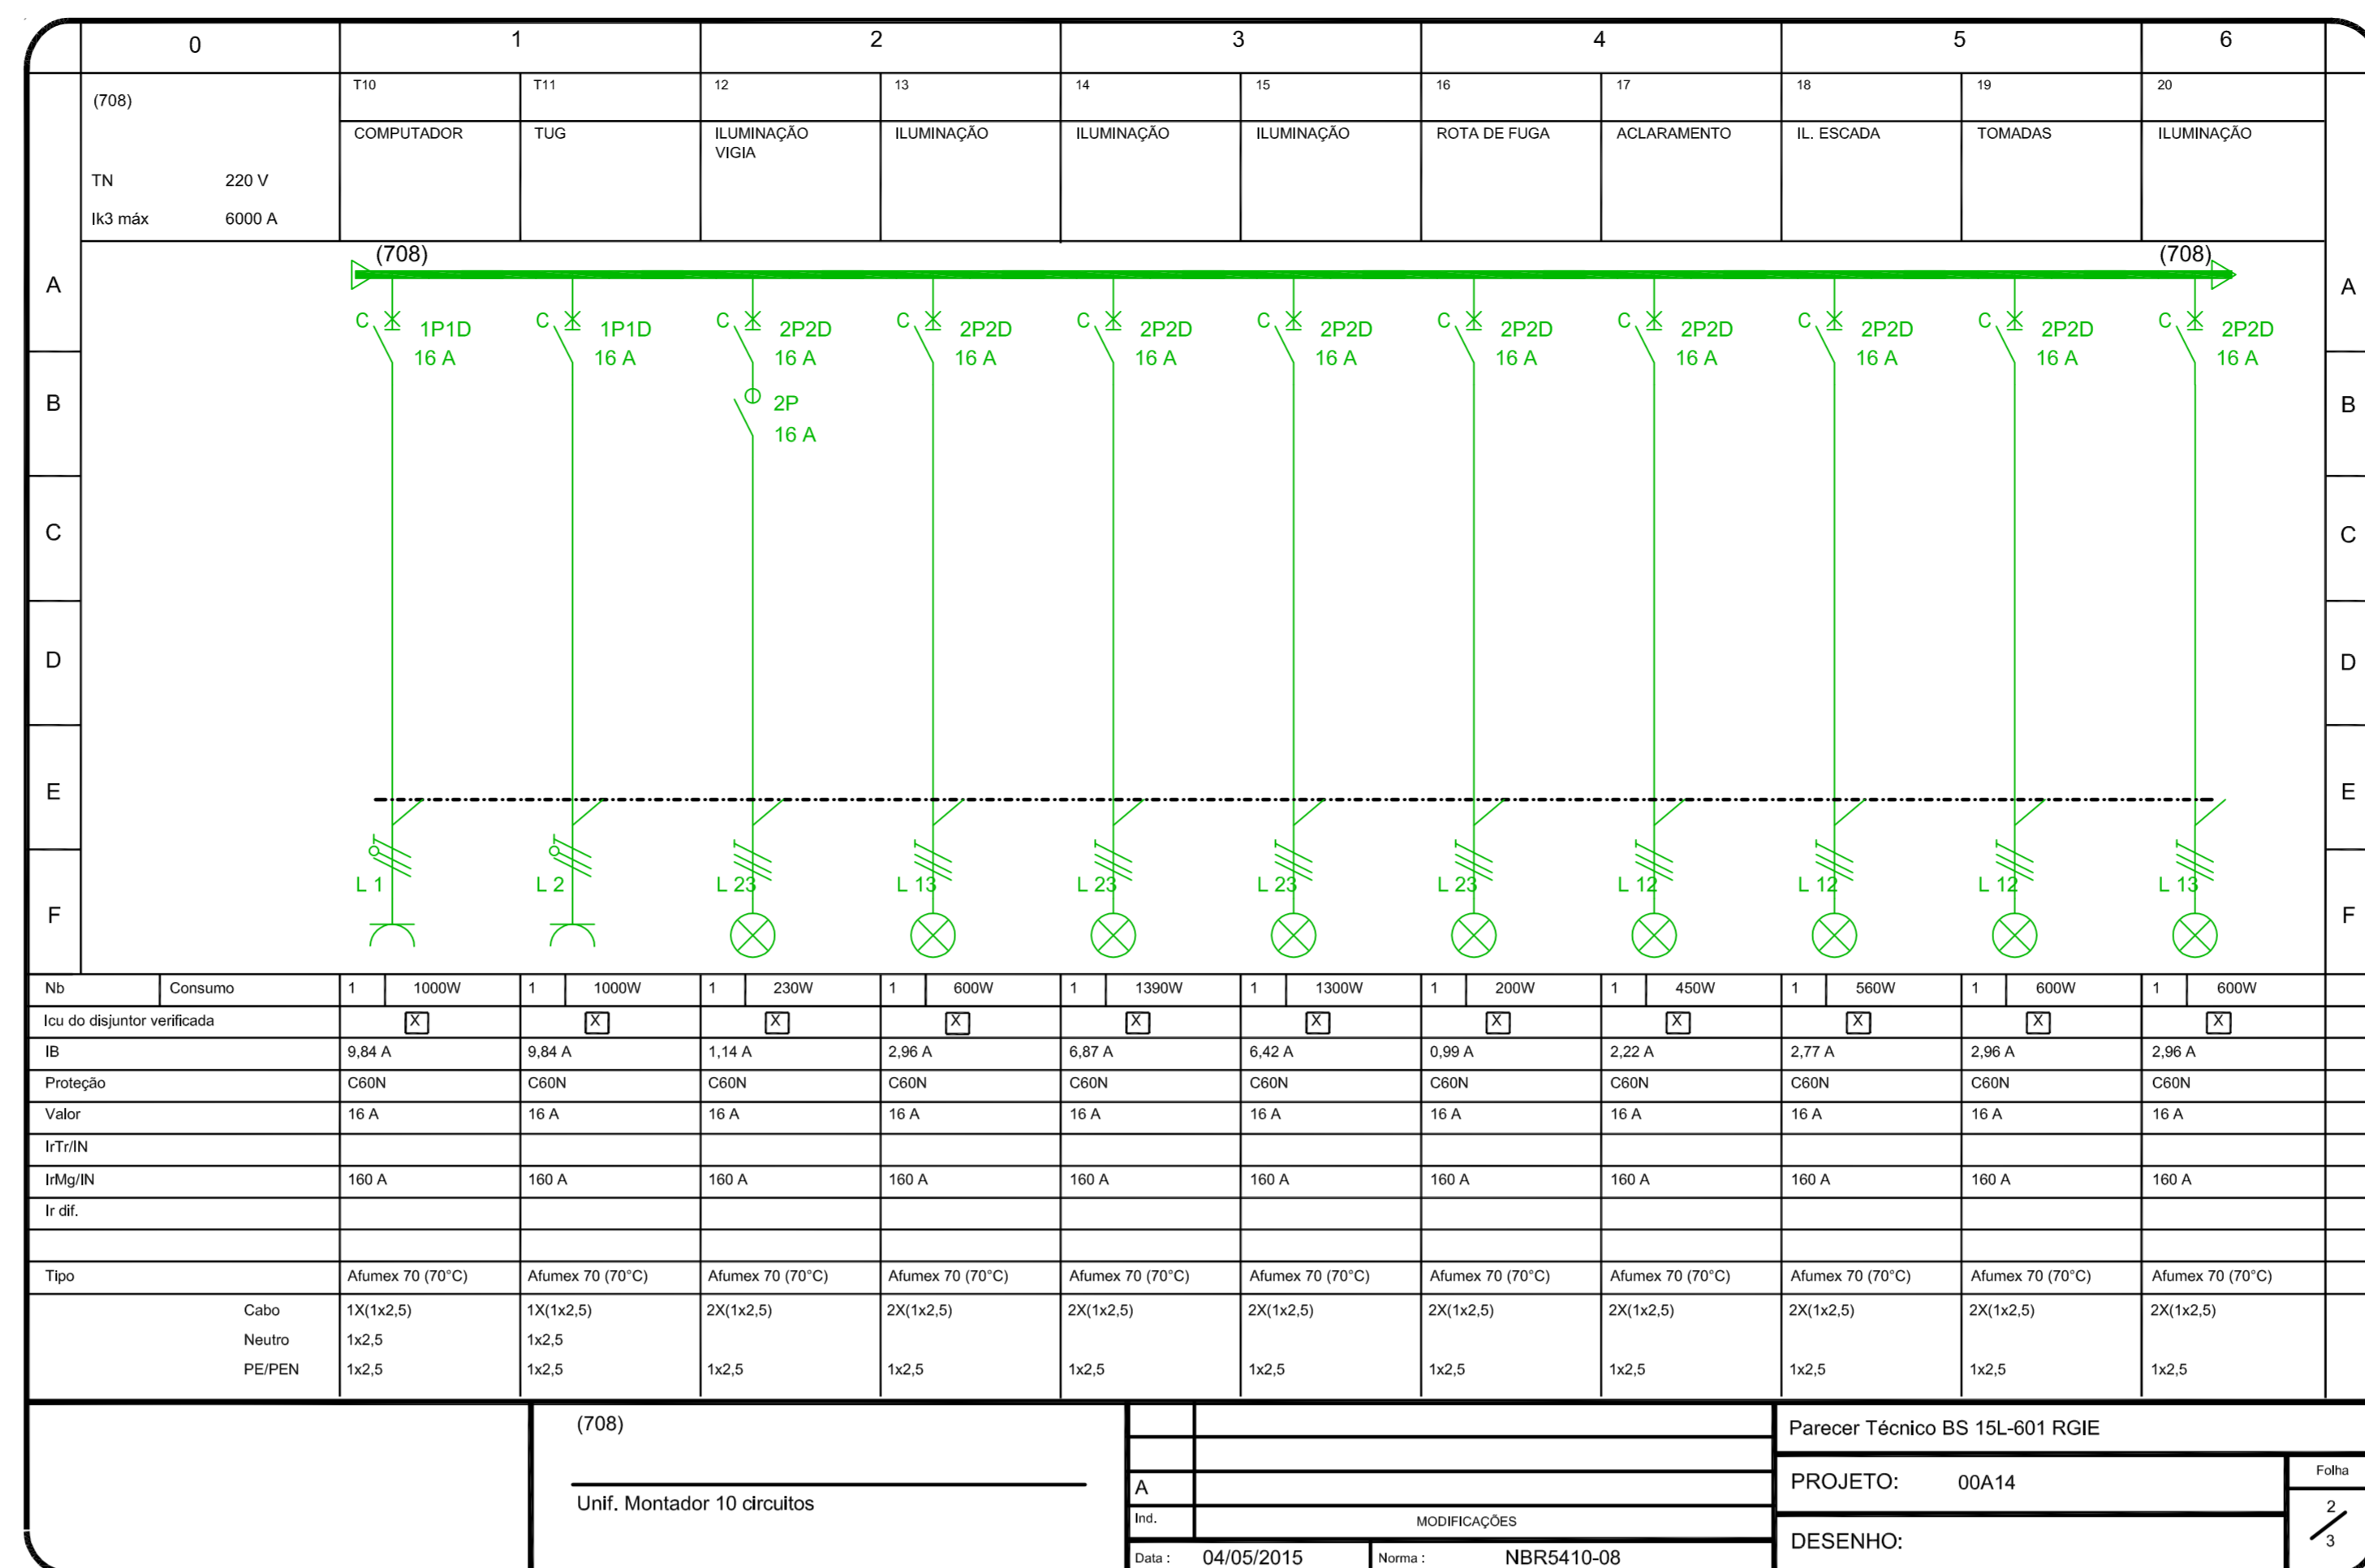 0 1 2 3 4 5 6
(708) T10 T11 12 13 14 15 16 17 18 19 20
COMPUTADOR TUG ILUMINAÇÃO ILUMINAÇÃO ILUMINAÇÃO ILUMINAÇÃO ROTA DE FUGA ACLARAMENTO IL. ESCADA TOMADAS ILUMINAÇÃO
VIGIA
TN 220 V
Ik3 máx 6000 A
(708) (708)
A A
C 1P1D C 1P1D C 2P2D C 2P2D C 2P2D C 2P2D C 2P2D C 2P2D C 2P2D C 2P2D C 2P2D
16 A 16 A 16 A 16 A 16 A 16 A 16 A 16 A 16 A 16 A 16 A
B 2P B
16 A
C C
D D
E E
L 1 L 2 L 23 L 13 L 23 L 23 L 23 L 12 L 12 L 12 L 13
F F
Nb Consumo 1 1000W 1 1000W 1 230W 1 600W 1 1390W 1 1300W 1 200W 1 450W 1 560W 1 600W 1 600W
Icu do disjuntor verificada X X X X X X X X X X X
IB 9,84 A 9,84 A 1,14 A 2,96 A 6,87 A 6,42 A 0,99 A 2,22 A 2,77 A 2,96 A 2,96 A
Proteção C60N C60N C60N C60N C60N C60N C60N C60N C60N C60N C60N
Valor 16 A 16 A 16 A 16 A 16 A 16 A 16 A 16 A 16 A 16 A 16 A
IrTr/IN
IrMg/IN 160 A 160 A 160 A 160 A 160 A 160 A 160 A 160 A 160 A 160 A 160 A
Ir dif.
Tipo Afumex 70 (70°C) Afumex 70 (70°C) Afumex 70 (70°C) Afumex 70 (70°C) Afumex 70 (70°C) Afumex 70 (70°C) Afumex 70 (70°C) Afumex 70 (70°C) Afumex 70 (70°C) Afumex 70 (70°C) Afumex 70 (70°C)
Cabo 1X(1x2,5) 1X(1x2,5) 2X(1x2,5) 2X(1x2,5) 2X(1x2,5) 2X(1x2,5) 2X(1x2,5) 2X(1x2,5) 2X(1x2,5) 2X(1x2,5) 2X(1x2,5)
Neutro 1x2,5 1x2,5
PE/PEN 1x2,5 1x2,5 1x2,5 1x2,5 1x2,5 1x2,5 1x2,5 1x2,5 1x2,5 1x2,5 1x2,5
(708)
Unif. Montador 10 circuitos
A
Ind. MODIFICAÇÕES
Data : 04/05/2015 Norma : NBR5410-08
Parecer Técnico BS 15L-601 RGIE
PROJETO: 00A14
DESENHO:
Folha
2
3